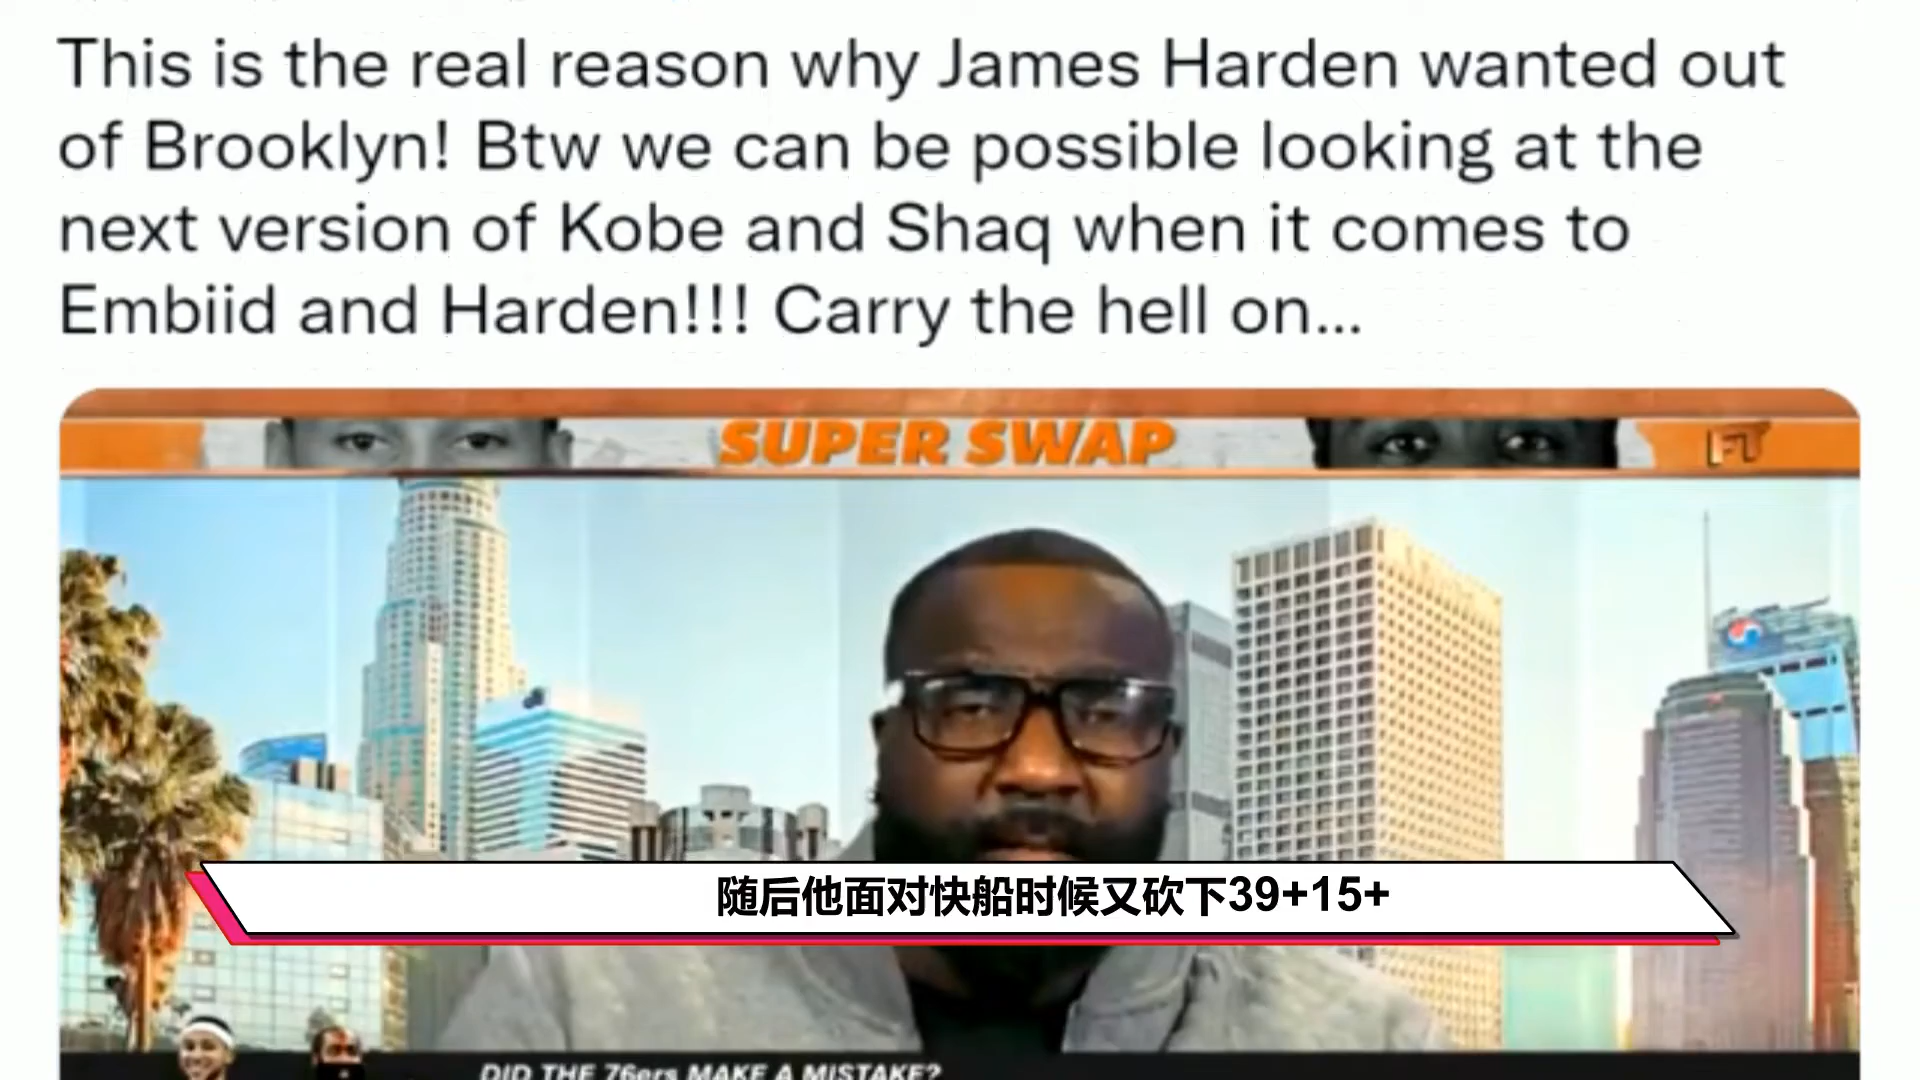 This is the real reason why James Harden wanted out
of Brooklyn! Btw we can be possible looking at the
next version of Kobe and Shaq when it comes to
Embiid and Harden!!! Carry the hell on...
SUPER SWAP
FT
随后他面对快船时候又砍下39+15+
DID THE 76ers MAKE A MISTAKE?